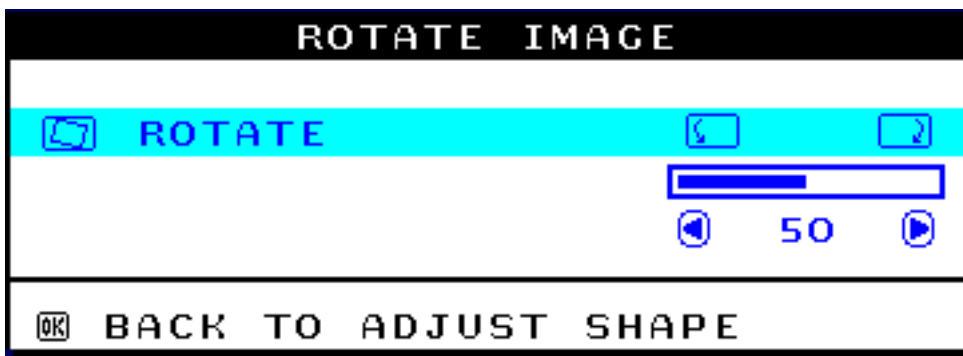 ROTATE IMAGE
ROTATE
50
OK BACK TO ADJUST SHAPE